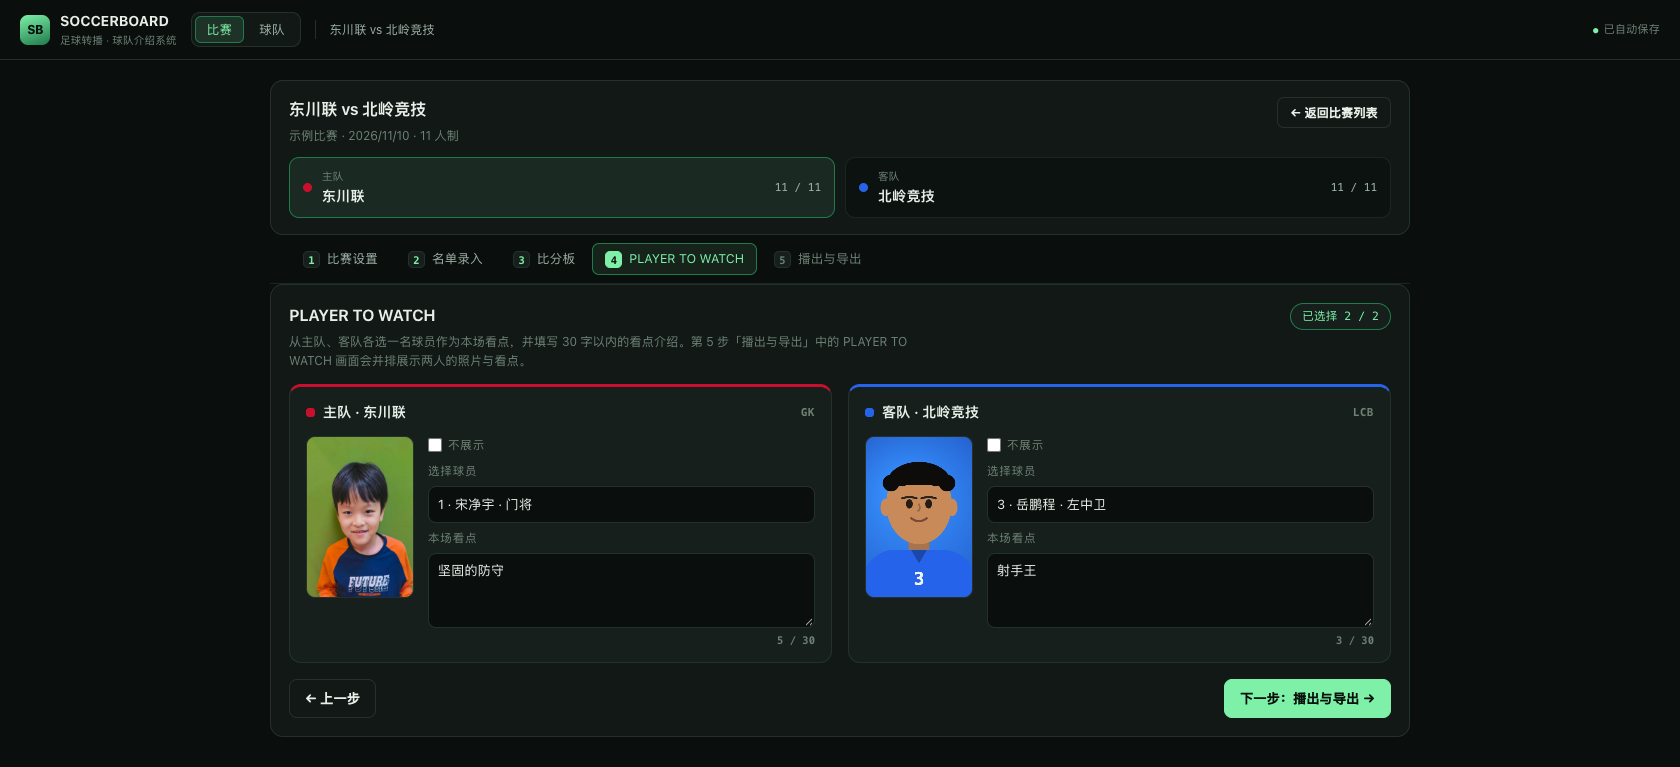 SB
SOCCERBOARD
足球转播 · 球队介绍系统
比赛
球队
东川联 vs 北岭竞技
已自动保存
东川联 vs 北岭竞技
示例比赛 · 2026/11/10 · 11 人制
← 返回比赛列表
主队
东川联
11 / 11
客队
北岭竞技
11 / 11
1 比赛设置
2 名单录入
3 比分板
4 PLAYER TO WATCH
5 播出与导出
PLAYER TO WATCH
已选择 2 / 2
从主队、客队各选一名球员作为本场看点，并填写 30 字以内的看点介绍。第 5 步「播出与导出」中的 PLAYER TO
WATCH 画面会并排展示两人的照片与看点。
主队 · 东川联
GK
FUTURE
不展示
选择球员
1 · 宋净宇 · 门将
本场看点
坚固的防守
5 / 30
客队 · 北岭竞技
LCB
3
不展示
选择球员
3 · 岳鹏程 · 左中卫
本场看点
射手王
3 / 30
← 上一步
下一步：播出与导出 →